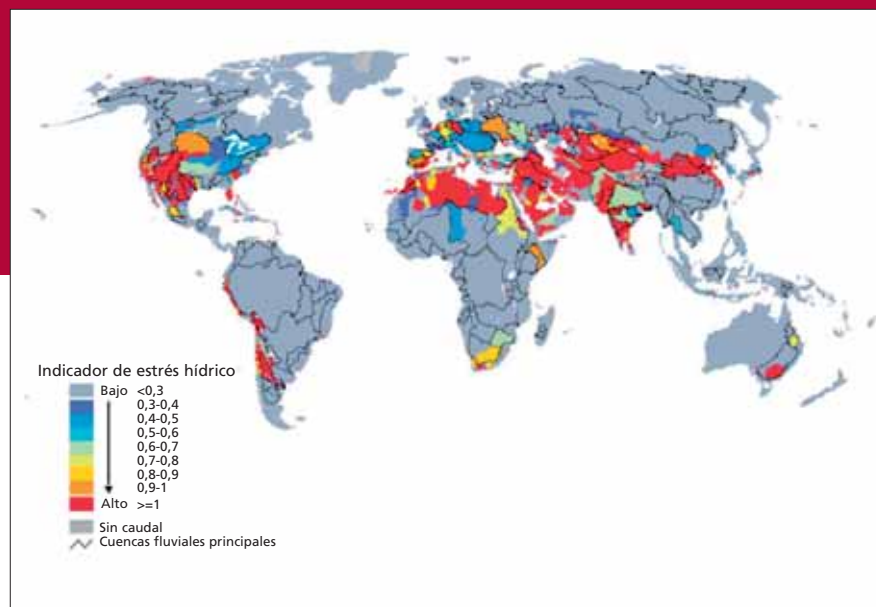 Indicador de estrés hídrico
Bajo <0,3
0,3-0,4
0,4-0,5
0,5-0,6
0,6-0,7
0,7-0,8
0,8-0,9
0,9-1
Alto >=1
Sin caudal
Cuencas fluviales principales